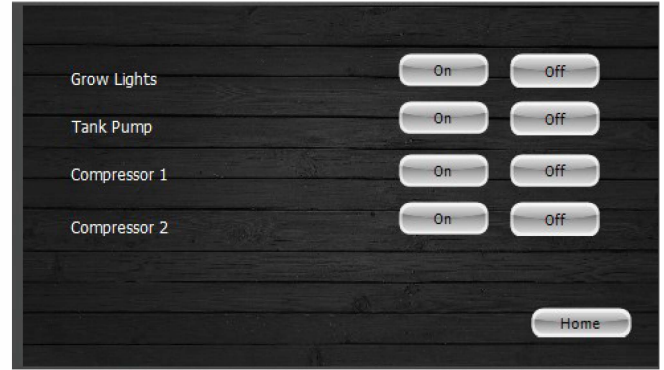 Grow Lights On Off
Tank Pump On Off
Compressor 1 On Off
Compressor 2 On Off
Home